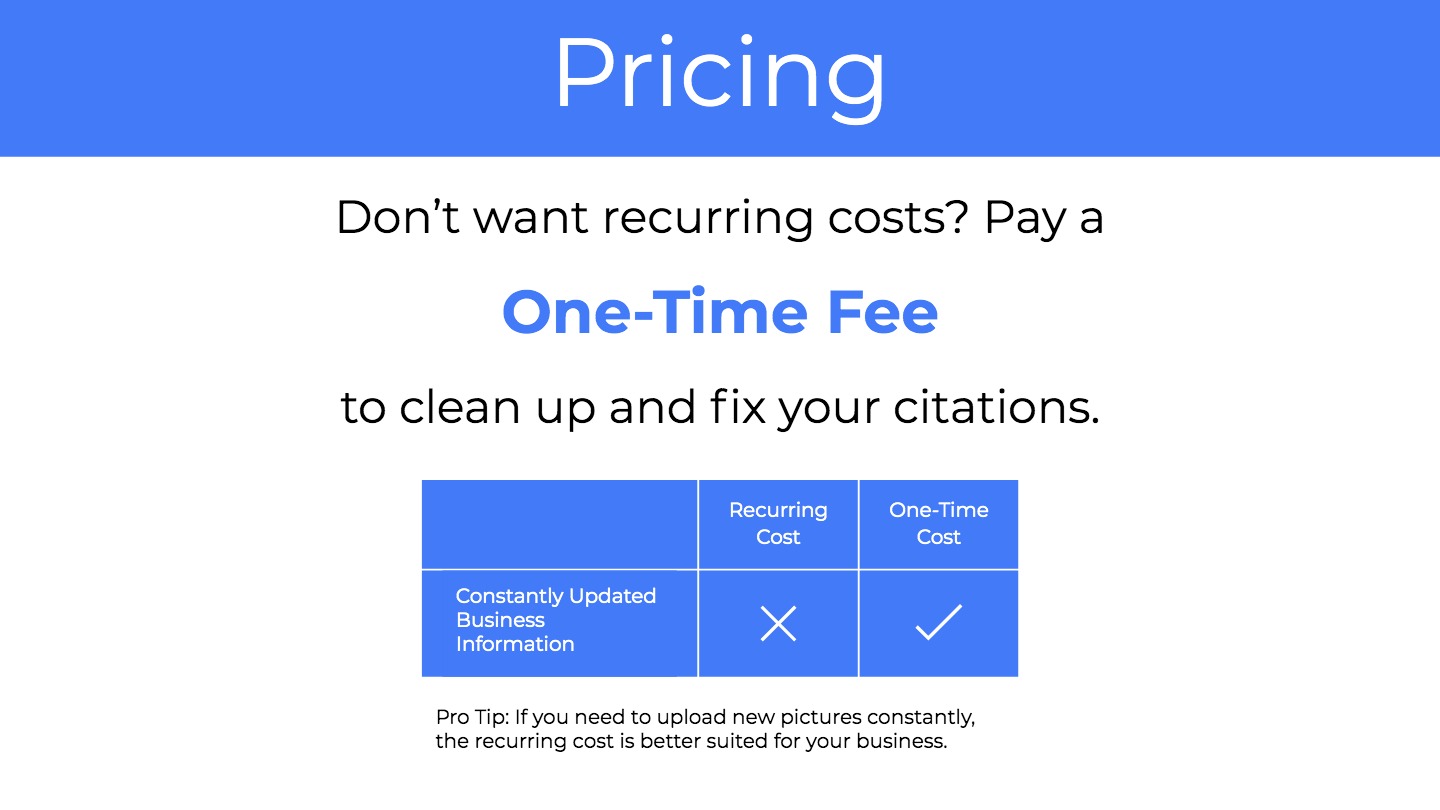 Pricing
Don’t want recurring costs? Pay a
One-Time Fee
to clean up and fix your citations.
Recurring
Cost
One-Time
Cost
Constantly Updated
Business
Information
Pro Tip: If you need to upload new pictures constantly,
the recurring cost is better suited for your business.